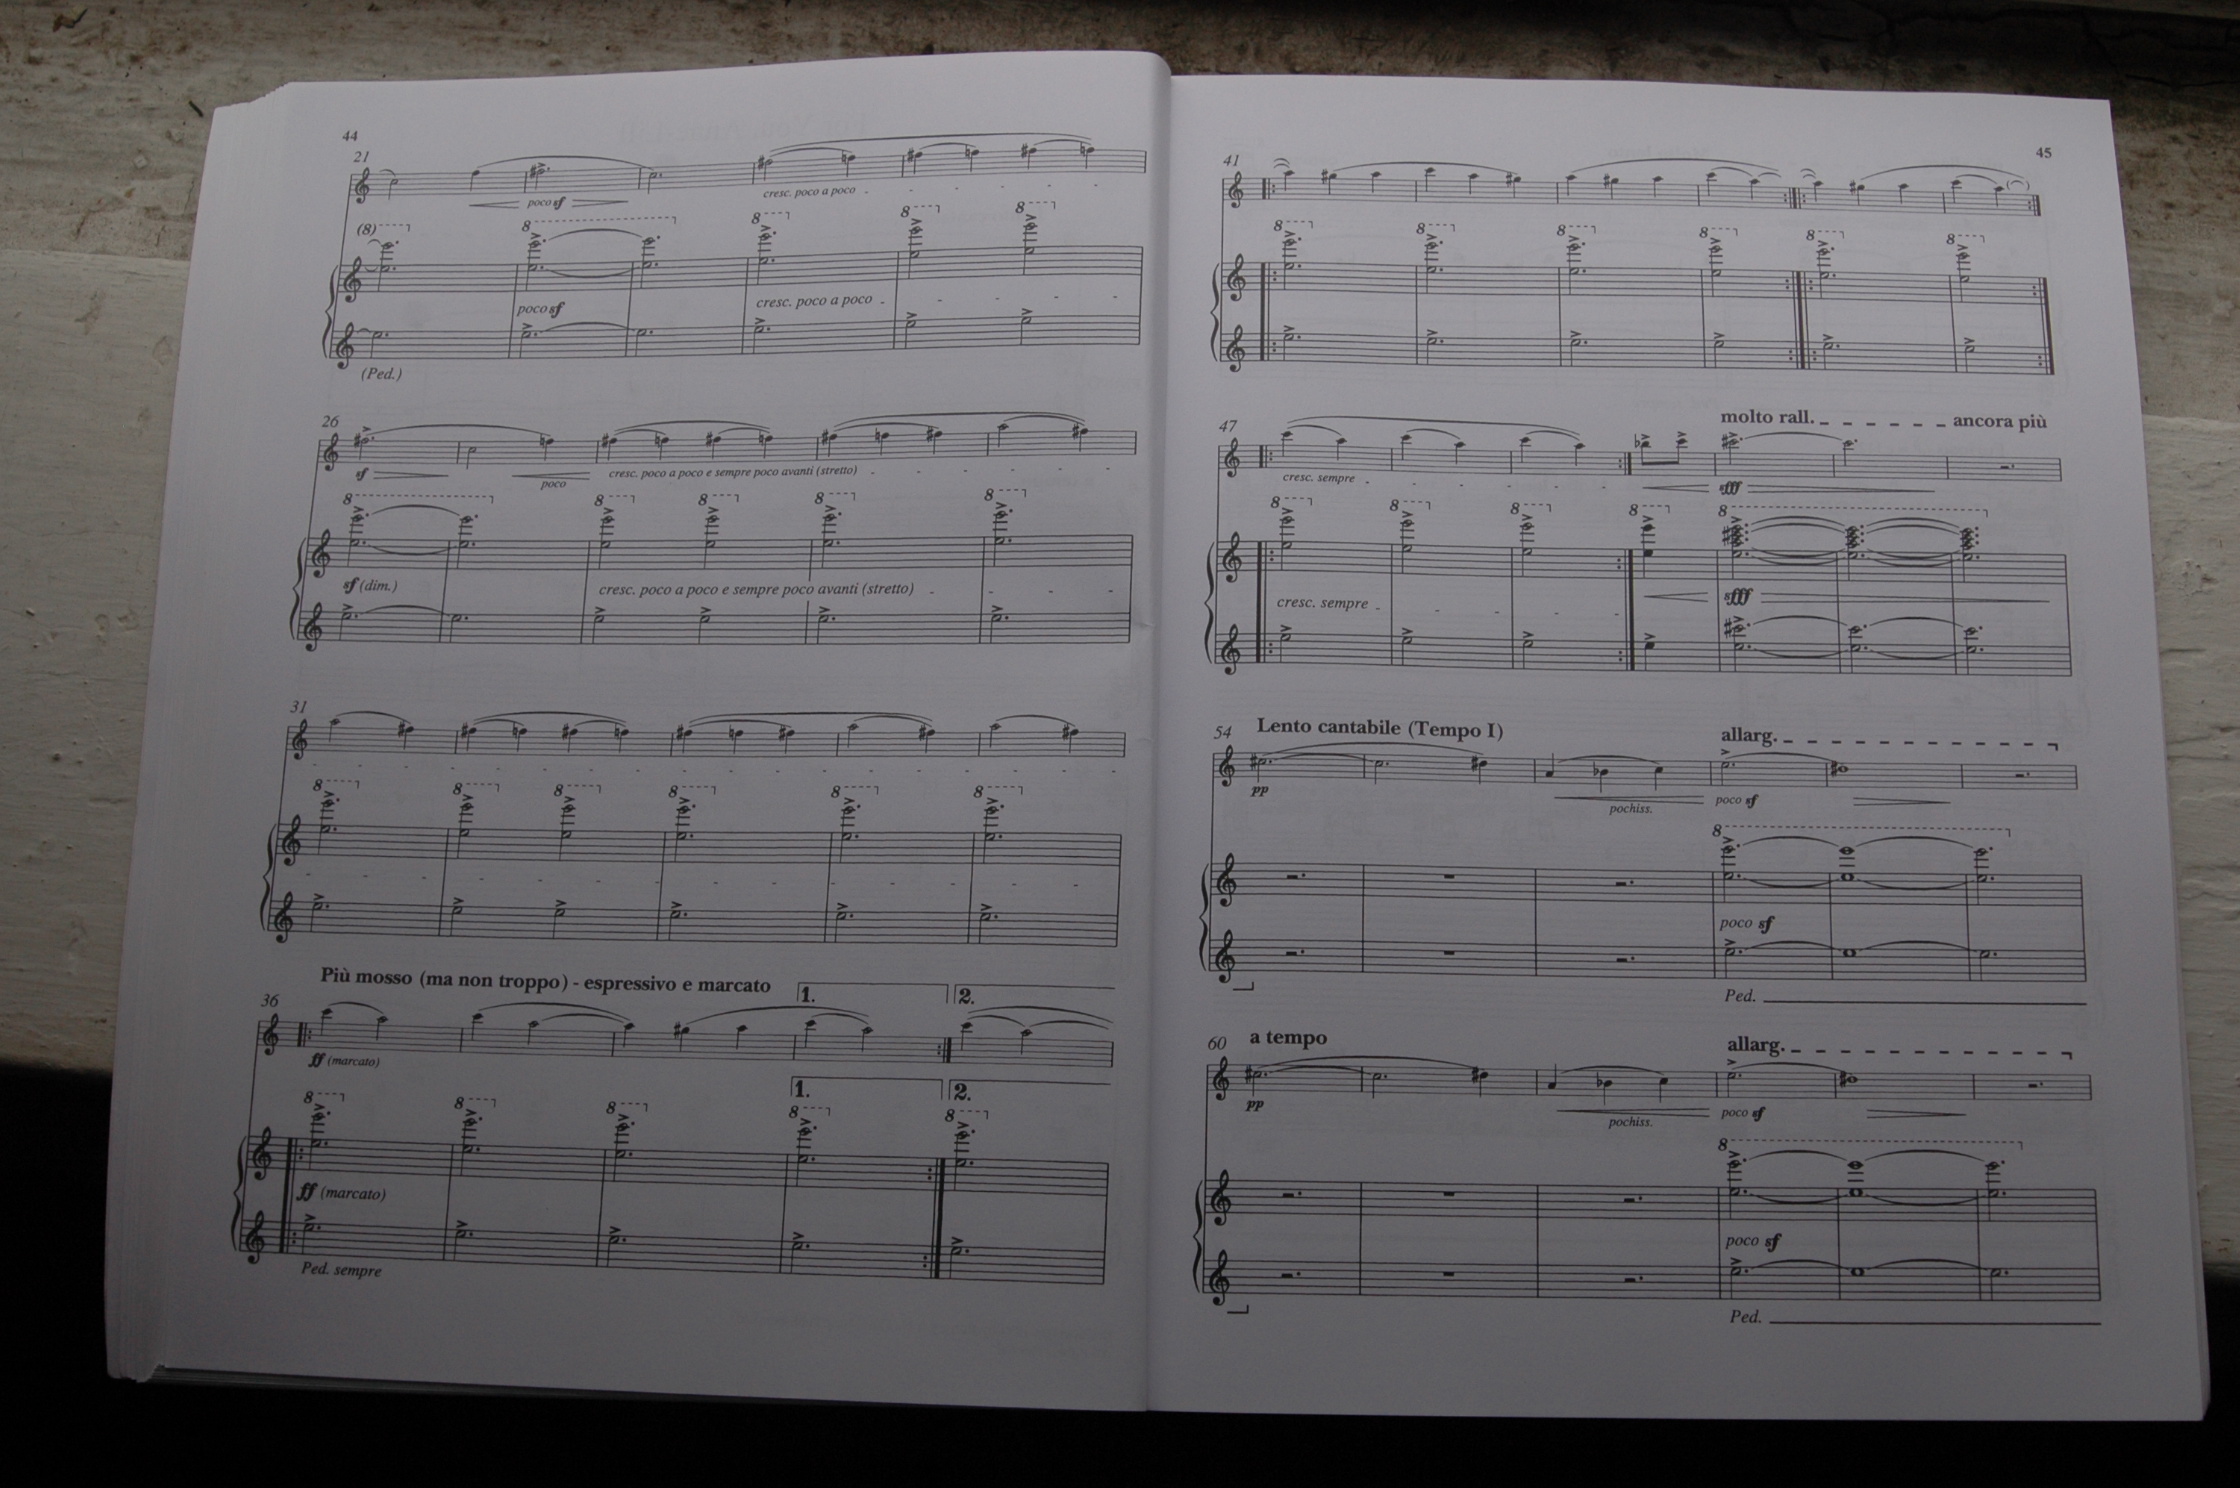 44
21
poco sf
cresc. poco a poco
(8) 8 8 8 8
poco sf
cresc. poco a poco
(Ped.)
26
sf
poco
cresc. poco a poco e sempre poco avanti (stretto)
8 8 8 8 8
sf (dim.)
cresc. poco a poco e sempre poco avanti (stretto)
31
8 8 8 8 8 8
Più mosso (ma non troppo) - espressivo e marcato
36
1. 2.
ff (marcato)
1. 2.
8 8 8 8 8
ff (marcato)
Ped. sempre
45
41
8 8 8 8 8 8
47
molto rall. ancora più
cresc. sempre
sfff
8 8 8 8 8
cresc. sempre
sfff
54
Lento cantabile (Tempo I)
allarg.
pp
pochiss.
poco sf
8
poco sf
Ped.
60
a tempo
allarg.
pp
pochiss.
poco sf
8
poco sf
Ped.